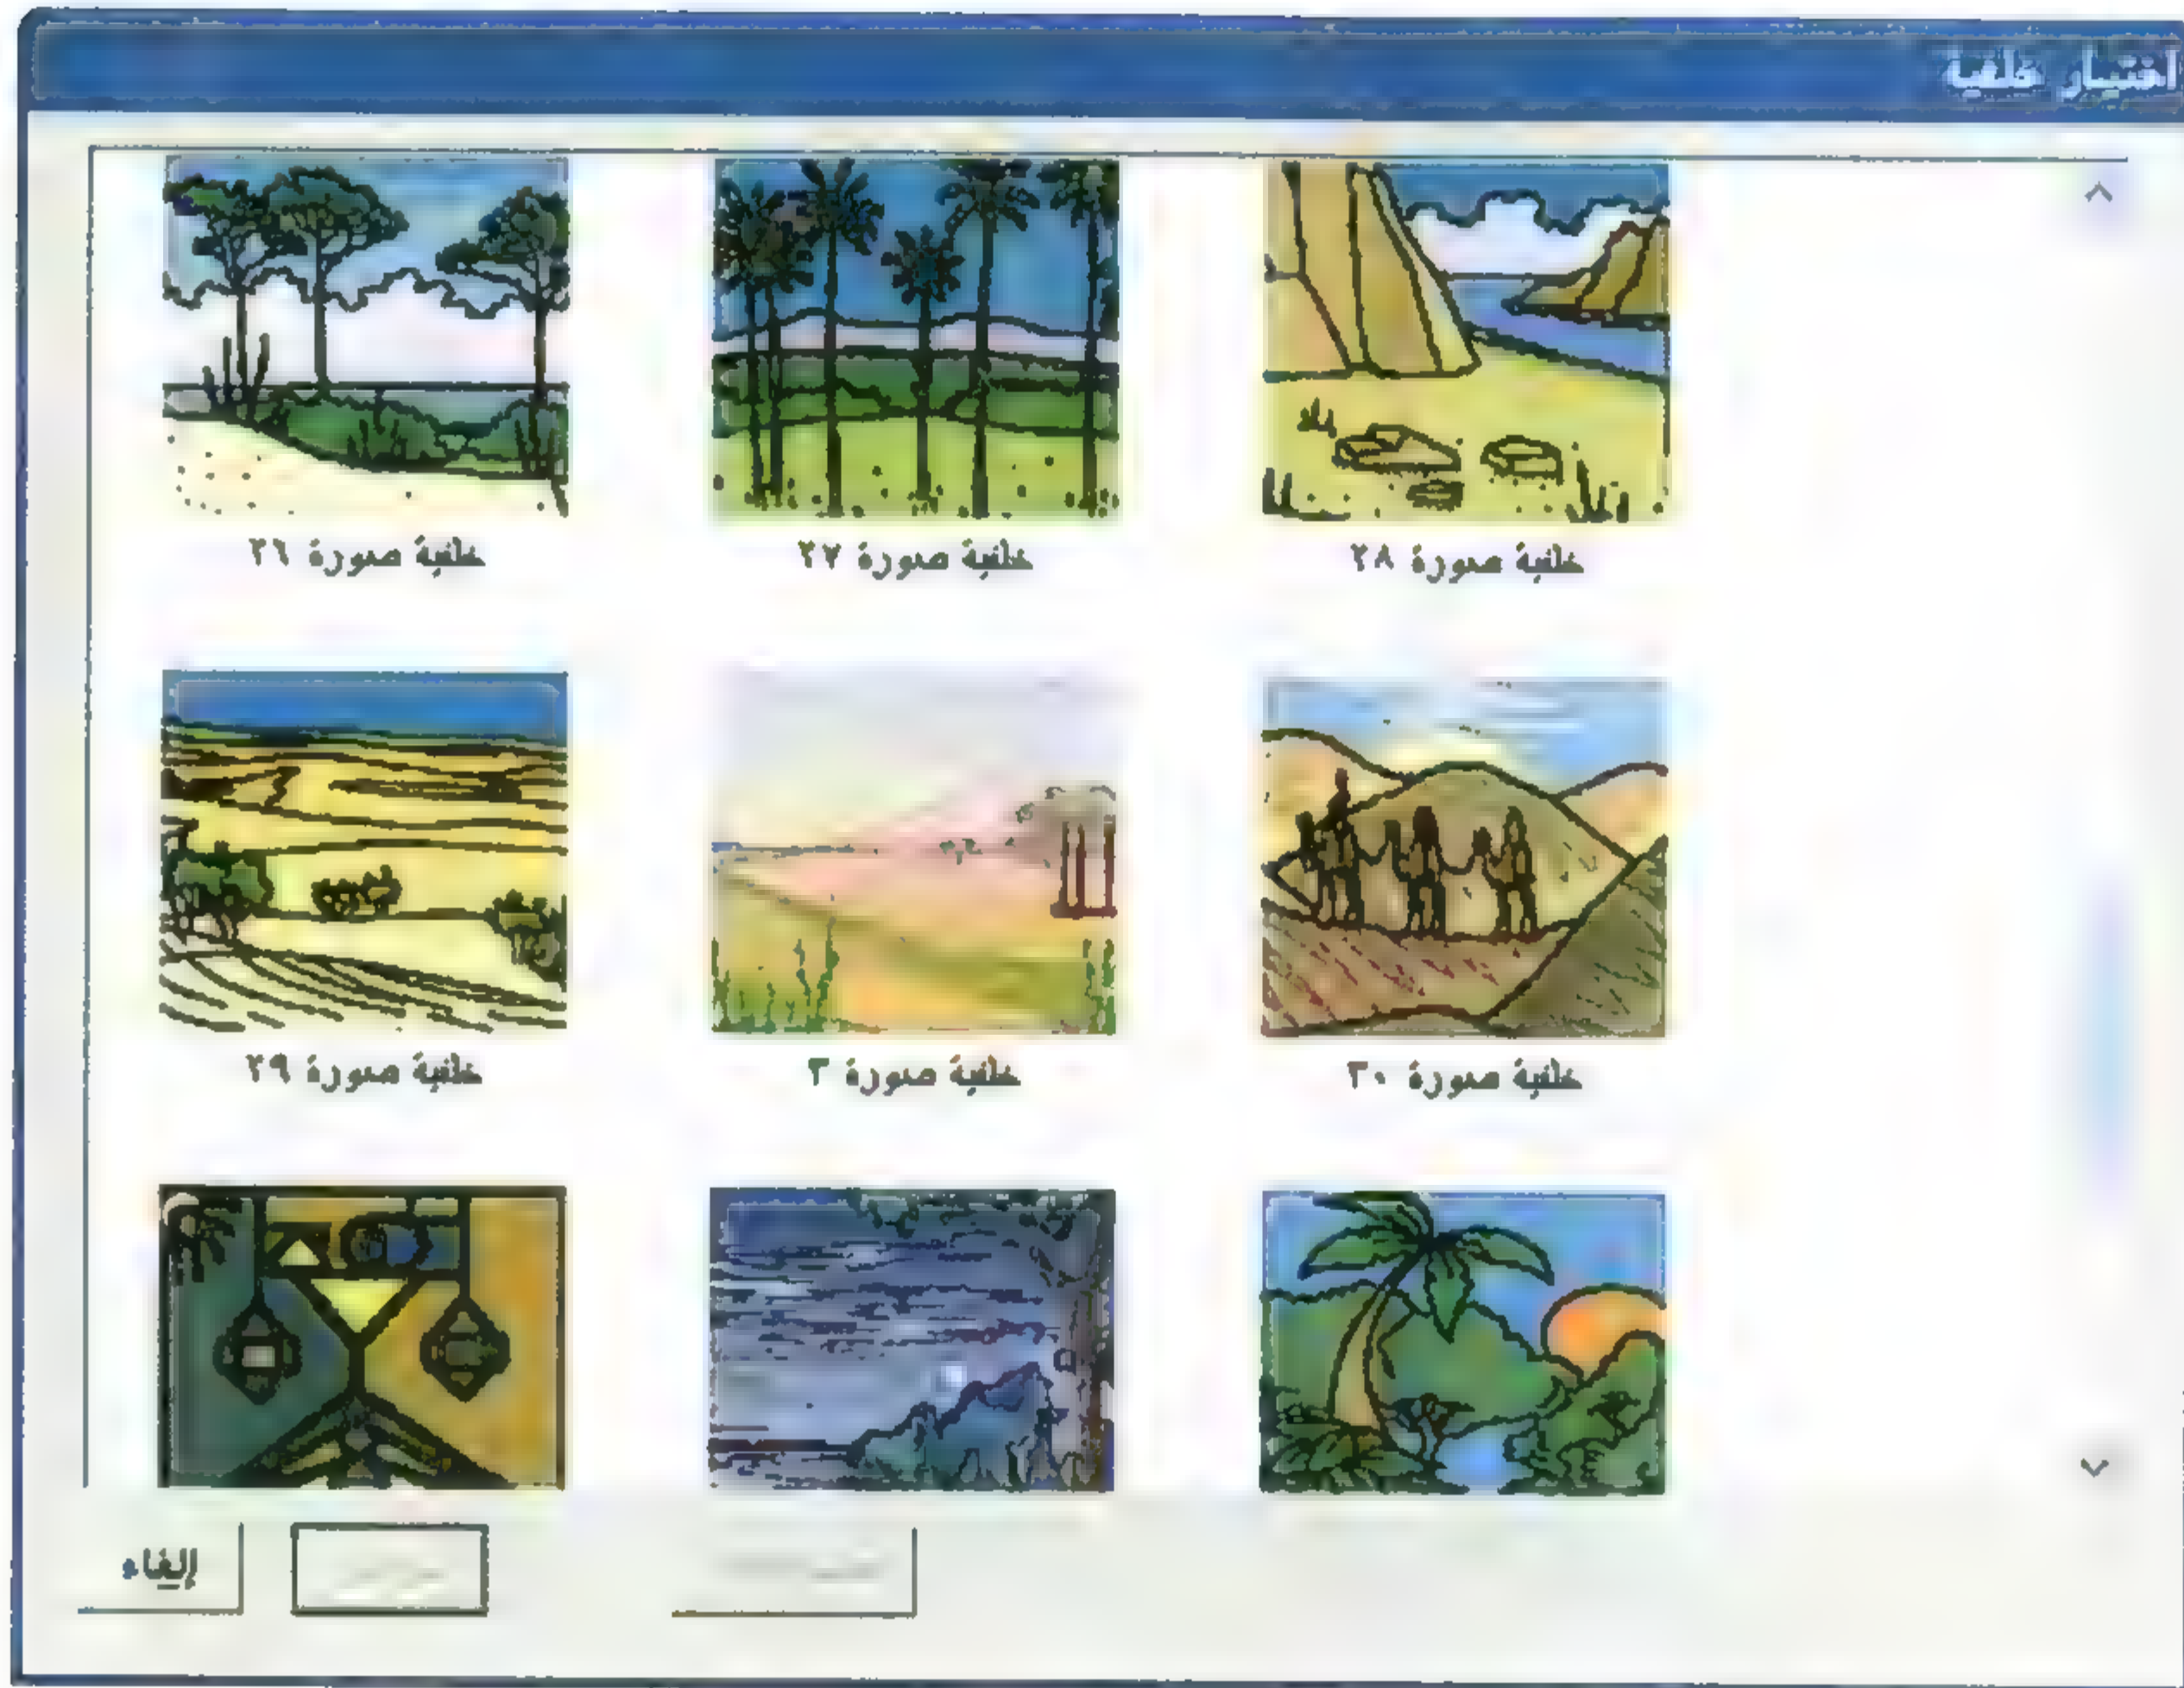 اختيار خلفية
خلفية صورة ٢٦
خلفية صورة ٢٧
خلفية صورة ٢٨
خلفية صورة ٢٩
خلفية صورة ٣
خلفية صورة ٣٠
إلغاء